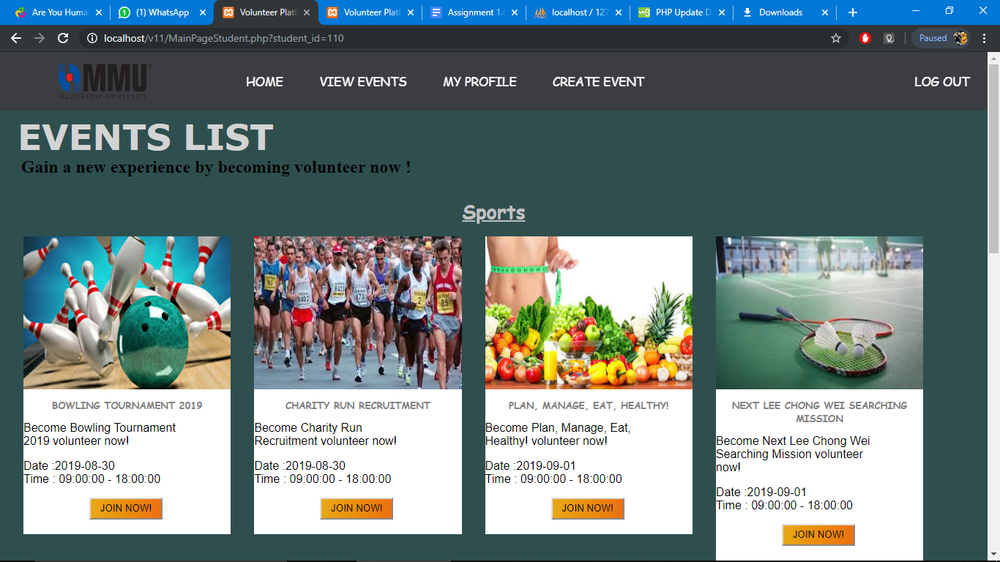 Are You Huma
(1) WhatsApp
Volunteer Platf
Volunteer Platf
Assignment 1.
localhost / 127
PHP Update D
Downloads
localhost/v11/MainPageStudent.php?student_id=110
Paused
MMU
MULTIMEDIA UNIVERSITY
HOME
VIEW EVENTS
MY PROFILE
CREATE EVENT
LOG OUT
EVENTS LIST
Gain a new experience by becoming volunteer now !
Sports
BOWLING TOURNAMENT 2019
Become Bowling Tournament
2019 volunteer now!
Date :2019-08-30
Time : 09:00:00 - 18:00:00
JOIN NOW!
CHARITY RUN RECRUITMENT
Become Charity Run
Recruitment volunteer now!
Date :2019-08-30
Time : 09:00:00 - 18:00:00
JOIN NOW!
PLAN, MANAGE, EAT, HEALTHY!
Become Plan, Manage, Eat,
Healthy! volunteer now!
Date :2019-09-01
Time : 09:00:00 - 18:00:00
JOIN NOW!
NEXT LEE CHONG WEI SEARCHING
MISSION
Become Next Lee Chong Wei
Searching Mission volunteer
now!
Date :2019-09-01
Time : 09:00:00 - 18:00:00
JOIN NOW!